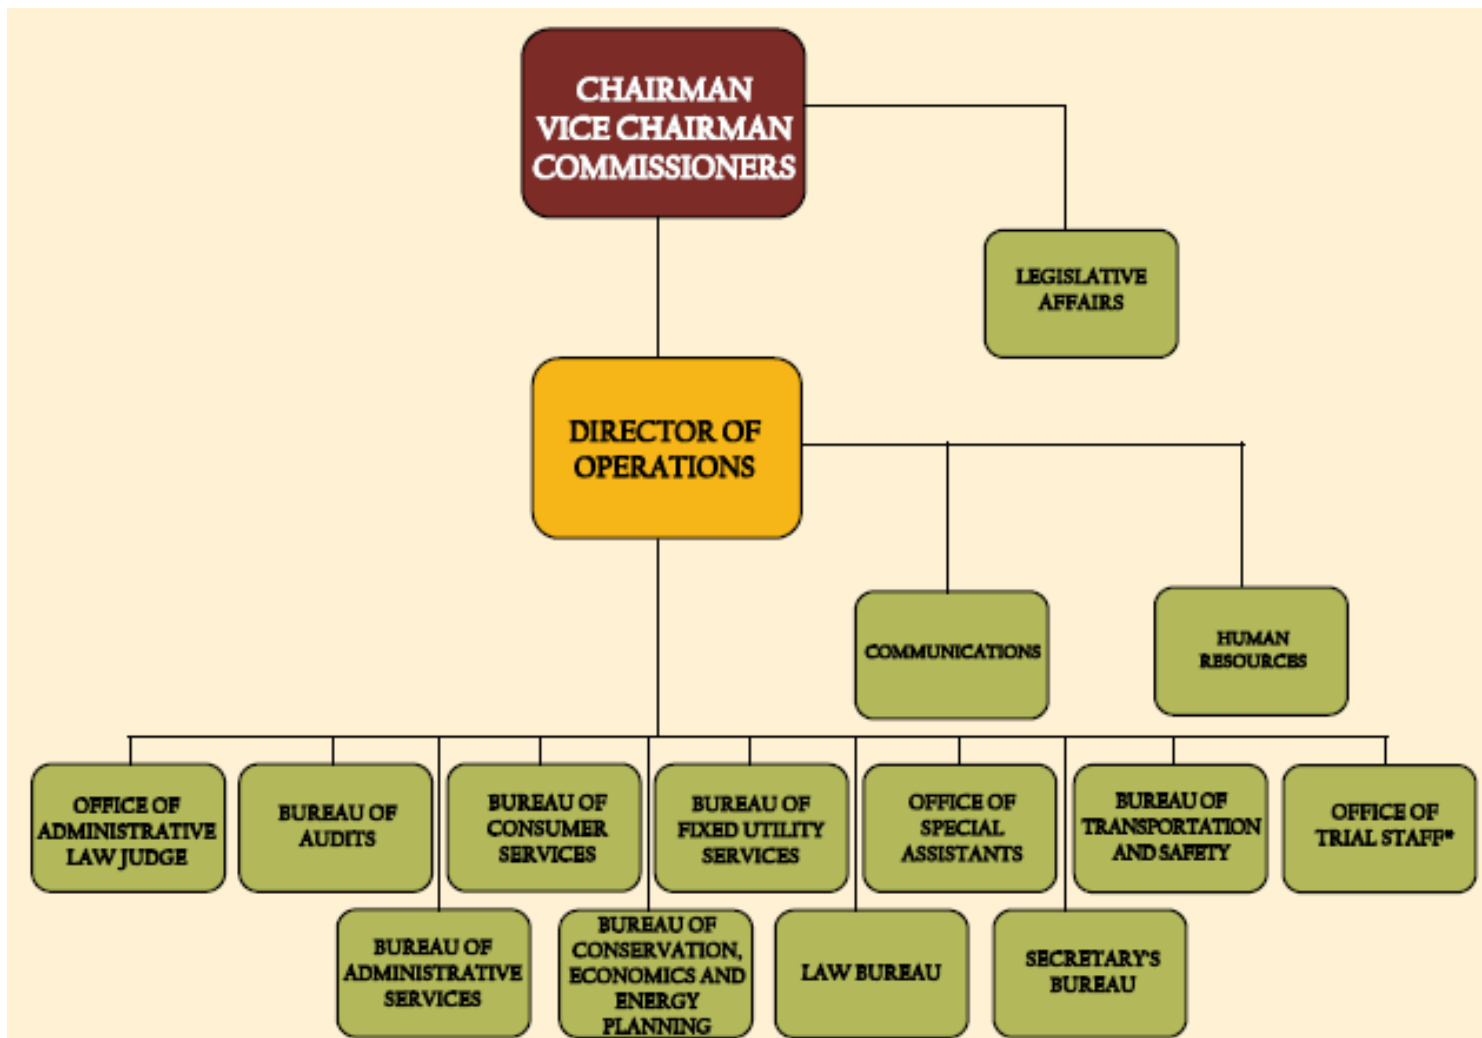 CHAIRMAN
VICE CHAIRMAN
COMMISSIONERS
LEGISLATIVE
AFFAIRS
DIRECTOR OF
OPERATIONS
COMMUNICATIONS
HUMAN
RESOURCES
OFFICE OF
ADMINISTRATIVE
LAW JUDGE
BUREAU OF
AUDITS
BUREAU OF
CONSUMER
SERVICES
BUREAU OF
FIXED UTILITY
SERVICES
OFFICE OF
SPECIAL
ASSISTANTS
BUREAU OF
TRANSPORTATION
AND SAFETY
OFFICE OF
TRIAL STAFF*
BUREAU OF
ADMINISTRATIVE
SERVICES
BUREAU OF
CONSERVATION,
ECONOMICS AND
ENERGY
PLANNING
LAW BUREAU
SECRETARY'S
BUREAU